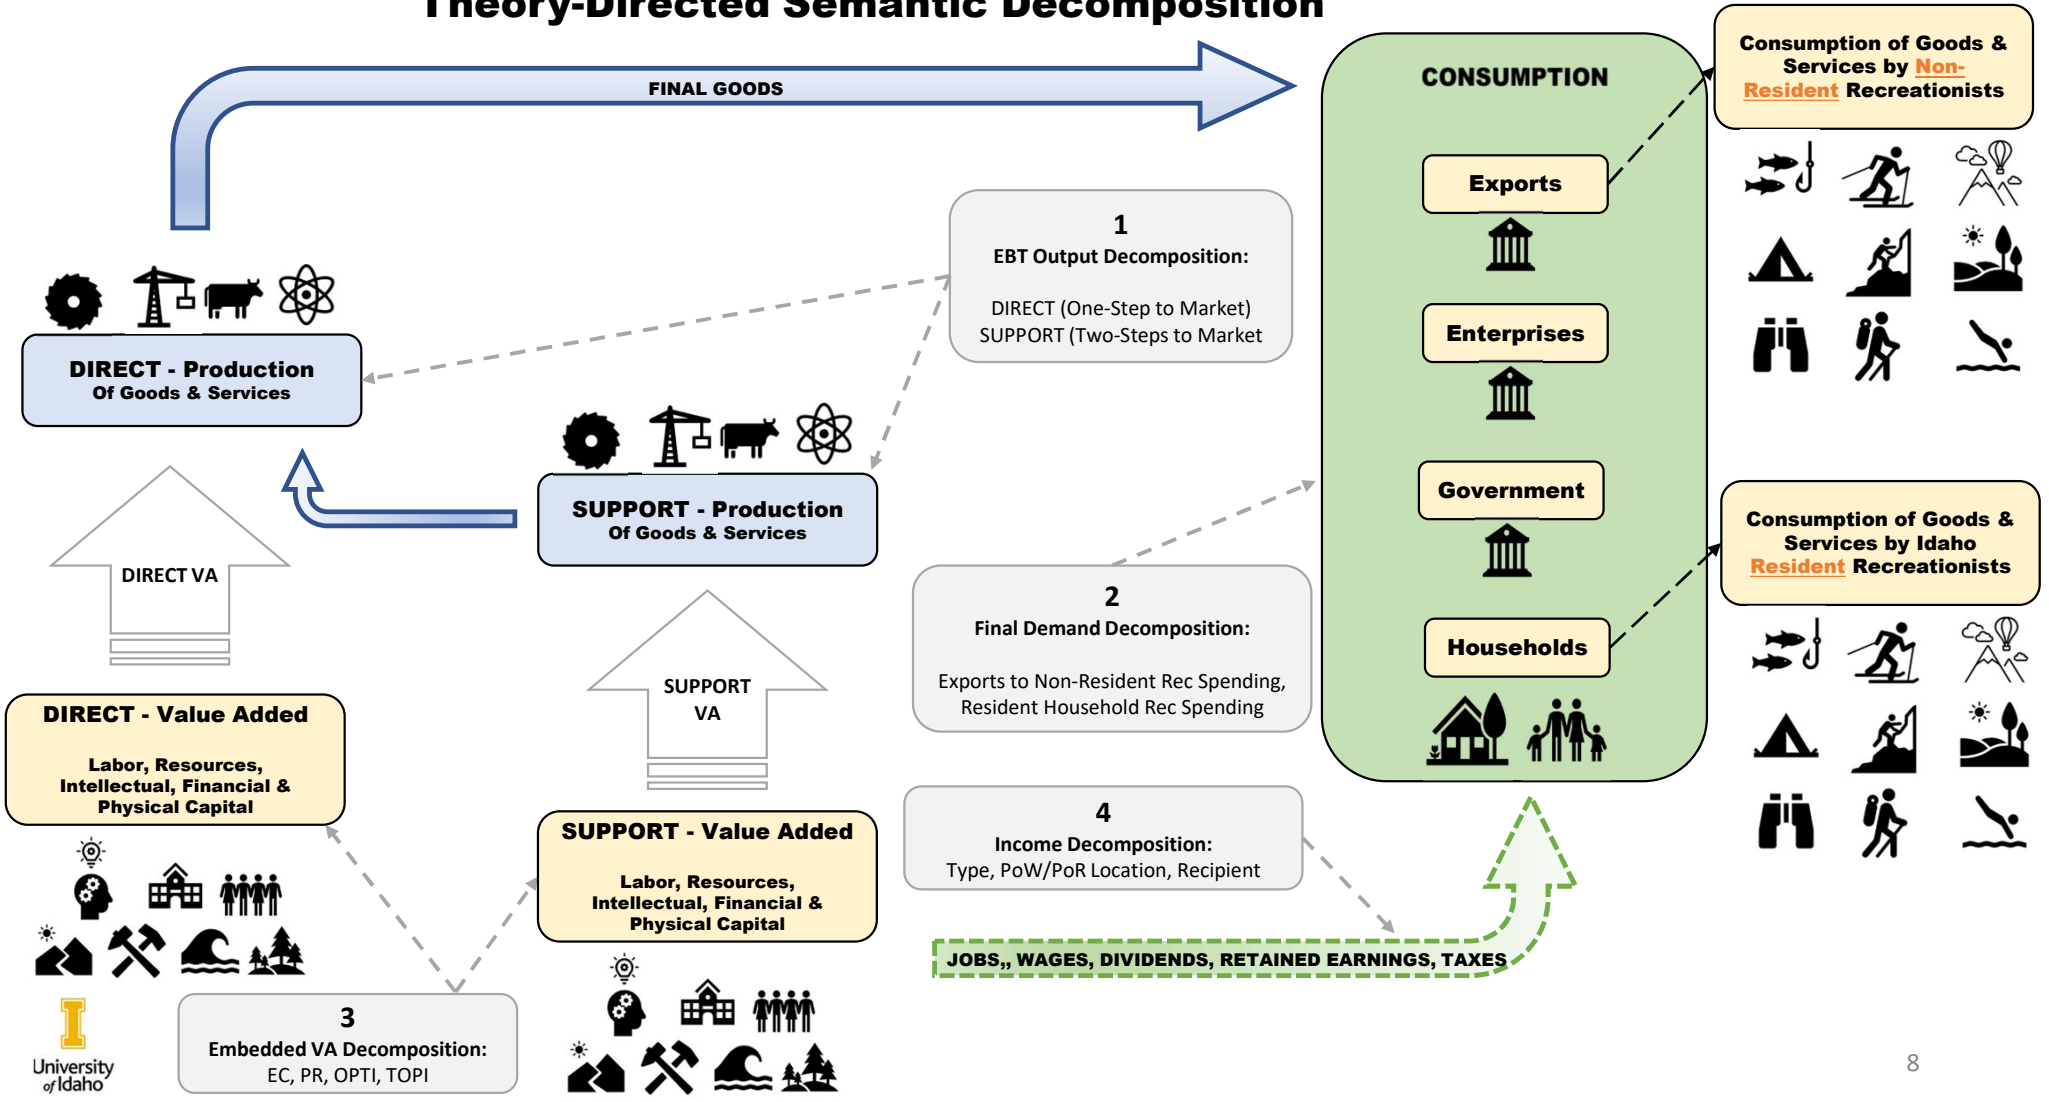 Theory-Directed Semantic Decomposition
FINAL GOODS
CONSUMPTION
Exports
Enterprises
Government
Households
Consumption of Goods &
Services by Non-
Resident Recreationists
Consumption of Goods &
Services by Idaho
Resident Recreationists
1
EBT Output Decomposition:
DIRECT (One-Step to Market)
SUPPORT (Two-Steps to Market
DIRECT - Production
Of Goods & Services
SUPPORT - Production
Of Goods & Services
DIRECT VA
SUPPORT
VA
2
Final Demand Decomposition:
Exports to Non-Resident Rec Spending,
Resident Household Rec Spending
DIRECT - Value Added
Labor, Resources,
Intellectual, Financial &
Physical Capital
SUPPORT - Value Added
Labor, Resources,
Intellectual, Financial &
Physical Capital
4
Income Decomposition:
Type, PoW/PoR Location, Recipient
JOBS,, WAGES, DIVIDENDS, RETAINED EARNINGS, TAXES
3
Embedded VA Decomposition:
EC, PR, OPTI, TOPI
I
University
of Idaho
8